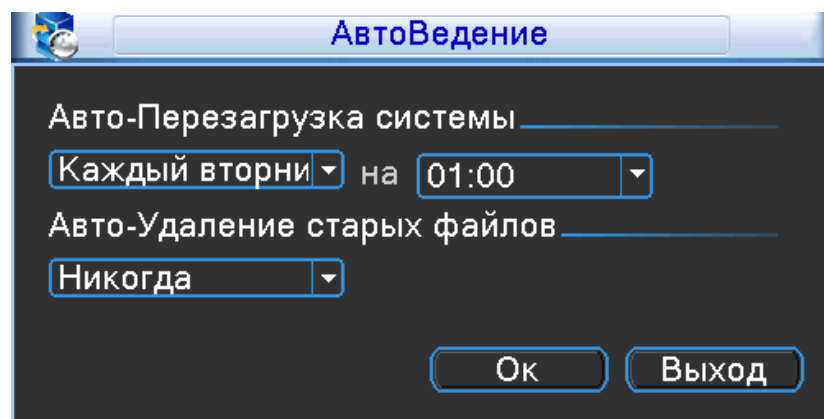 АвтоВедение
Авто-Перезагрузка системы
Каждый вторни на 01:00
Авто-Удаление старых файлов
Никогда
Ок Выход